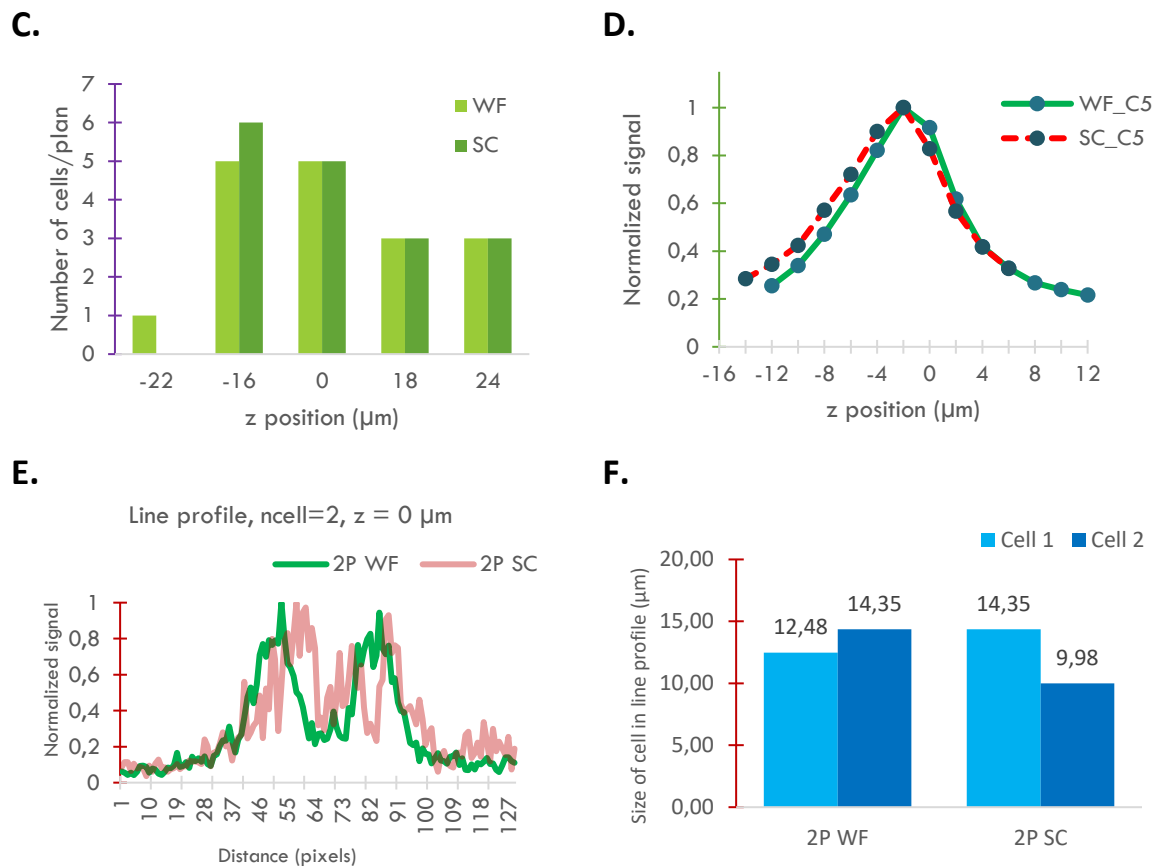 C.
Number of cells/plan
7
6
5
4
3
2
1
0
WF
SC
-22 -16 0 18 24
z position (µm)
D.
Normalized signal
1
0,8
0,6
0,4
0,2
0
WF_C5
SC_C5
-16 -12 -8 -4 0 4 8 12
z position (µm)
E.
Line profile, ncell=2, z = 0 µm
2P WF 2P SC
Normalized signal
1
0,8
0,6
0,4
0,2
0
1 10 19 28 37 46 55 64 73 82 91 100 109 118 127
Distance (pixels)
F.
Cell 1 Cell 2
Size of cell in line profile (µm)
20,00
15,00
10,00
5,00
0,00
12,48 14,35 14,35 9,98
2P WF 2P SC